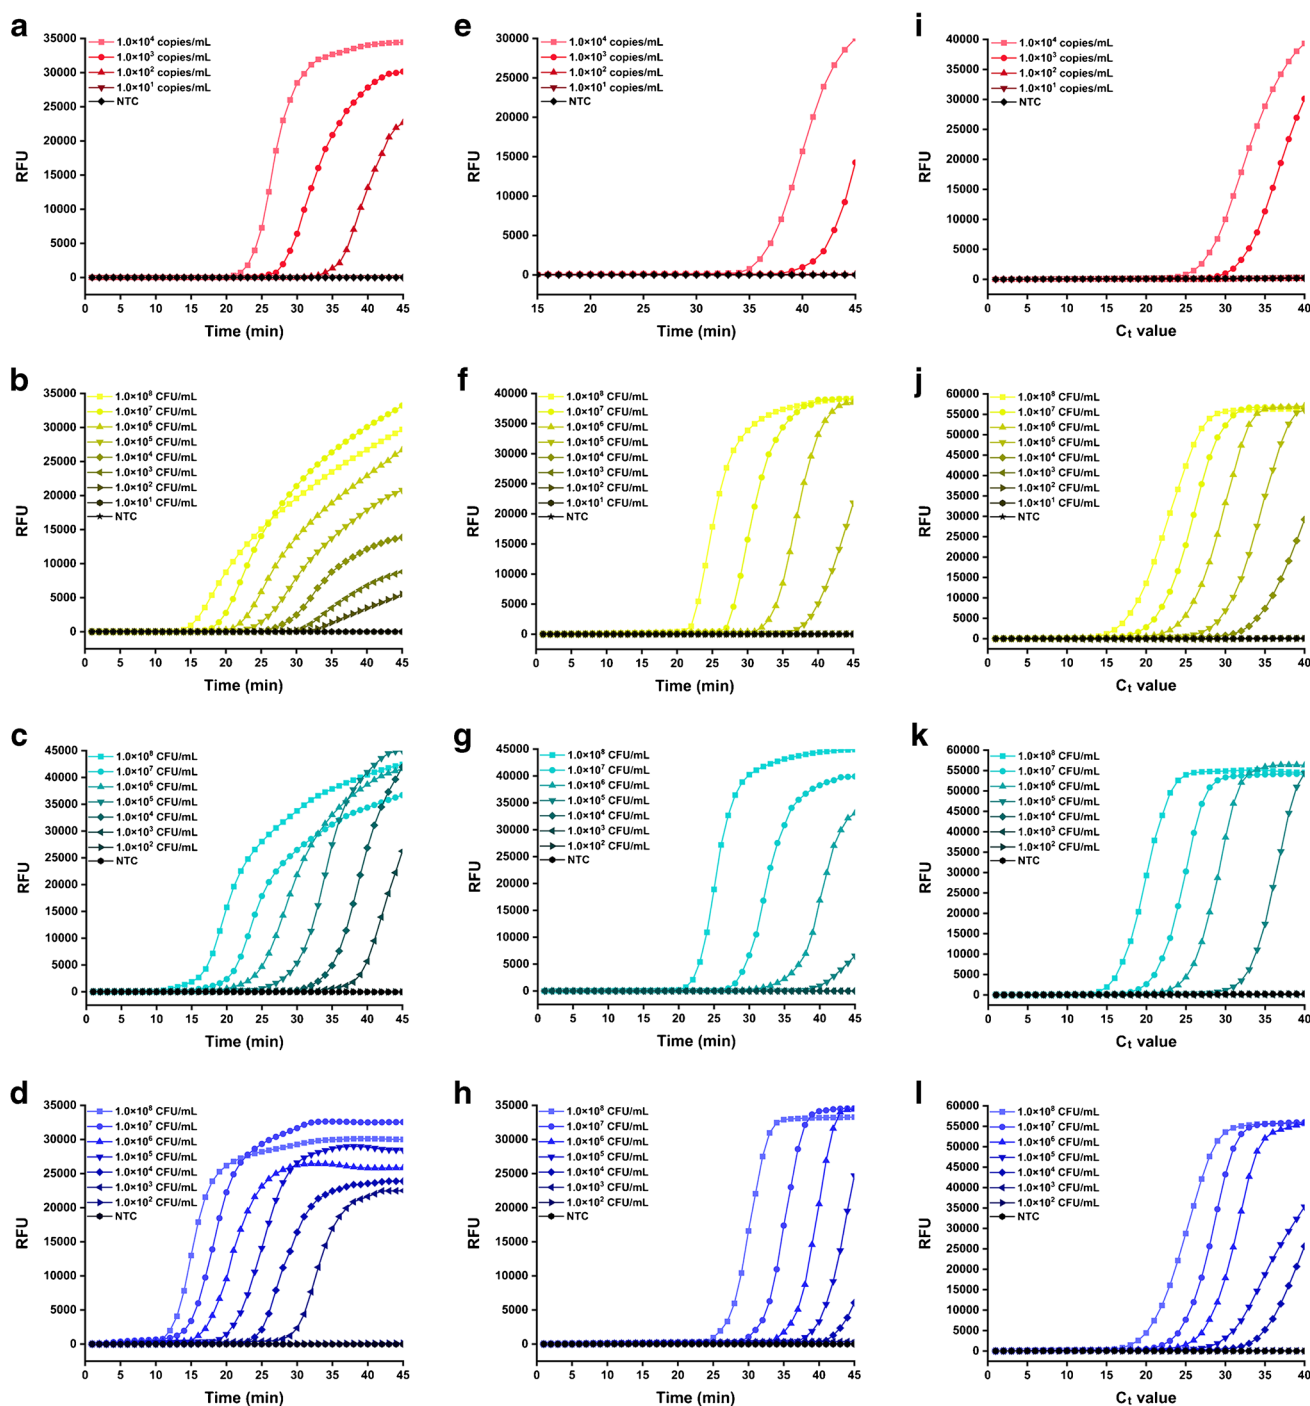 a
35000
30000
25000
20000
15000
10000
5000
0
RFU
1.0×10⁴ copies/mL
1.0×10³ copies/mL
1.0×10² copies/mL
1.0×10¹ copies/mL
NTC
0 5 10 15 20 25 30 35 40 45
Time (min)
e
30000
25000
20000
15000
10000
5000
0
RFU
1.0×10⁴ copies/mL
1.0×10³ copies/mL
1.0×10² copies/mL
1.0×10¹ copies/mL
NTC
15 20 25 30 35 40 45
Time (min)
i
40000
35000
30000
25000
20000
15000
10000
5000
0
RFU
1.0×10⁴ copies/mL
1.0×10³ copies/mL
1.0×10² copies/mL
1.0×10¹ copies/mL
NTC
0 5 10 15 20 25 30 35 40
Cₜ value
b
35000
30000
25000
20000
15000
10000
5000
0
RFU
1.0×10⁸ CFU/mL
1.0×10⁷ CFU/mL
1.0×10⁶ CFU/mL
1.0×10⁵ CFU/mL
1.0×10⁴ CFU/mL
1.0×10³ CFU/mL
1.0×10² CFU/mL
1.0×10¹ CFU/mL
NTC
0 5 10 15 20 25 30 35 40 45
Time (min)
f
40000
35000
30000
25000
20000
15000
10000
5000
0
RFU
1.0×10⁸ CFU/mL
1.0×10⁷ CFU/mL
1.0×10⁶ CFU/mL
1.0×10⁵ CFU/mL
1.0×10⁴ CFU/mL
1.0×10³ CFU/mL
1.0×10² CFU/mL
1.0×10¹ CFU/mL
NTC
0 5 10 15 20 25 30 35 40 45
Time (min)
j
60000
55000
50000
45000
40000
35000
30000
25000
20000
15000
10000
5000
0
RFU
1.0×10⁸ CFU/mL
1.0×10⁷ CFU/mL
1.0×10⁶ CFU/mL
1.0×10⁵ CFU/mL
1.0×10⁴ CFU/mL
1.0×10³ CFU/mL
1.0×10² CFU/mL
1.0×10¹ CFU/mL
NTC
0 5 10 15 20 25 30 35 40
Cₜ value
c
45000
40000
35000
30000
25000
20000
15000
10000
5000
0
RFU
1.0×10⁸ CFU/mL
1.0×10⁷ CFU/mL
1.0×10⁶ CFU/mL
1.0×10⁵ CFU/mL
1.0×10⁴ CFU/mL
1.0×10³ CFU/mL
1.0×10² CFU/mL
NTC
0 5 10 15 20 25 30 35 40 45
Time (min)
g
45000
40000
35000
30000
25000
20000
15000
10000
5000
0
RFU
1.0×10⁸ CFU/mL
1.0×10⁷ CFU/mL
1.0×10⁶ CFU/mL
1.0×10⁵ CFU/mL
1.0×10⁴ CFU/mL
1.0×10³ CFU/mL
1.0×10² CFU/mL
NTC
0 5 10 15 20 25 30 35 40 45
Time (min)
k
60000
55000
50000
45000
40000
35000
30000
25000
20000
15000
10000
5000
0
RFU
1.0×10⁸ CFU/mL
1.0×10⁷ CFU/mL
1.0×10⁶ CFU/mL
1.0×10⁵ CFU/mL
1.0×10⁴ CFU/mL
1.0×10³ CFU/mL
1.0×10² CFU/mL
NTC
0 5 10 15 20 25 30 35 40
Cₜ value
d
35000
30000
25000
20000
15000
10000
5000
0
RFU
1.0×10⁸ CFU/mL
1.0×10⁷ CFU/mL
1.0×10⁶ CFU/mL
1.0×10⁵ CFU/mL
1.0×10⁴ CFU/mL
1.0×10³ CFU/mL
1.0×10² CFU/mL
NTC
0 5 10 15 20 25 30 35 40 45
Time (min)
h
35000
30000
25000
20000
15000
10000
5000
0
RFU
1.0×10⁸ CFU/mL
1.0×10⁷ CFU/mL
1.0×10⁶ CFU/mL
1.0×10⁵ CFU/mL
1.0×10⁴ CFU/mL
1.0×10³ CFU/mL
1.0×10² CFU/mL
NTC
0 5 10 15 20 25 30 35 40 45
Time (min)
l
60000
55000
50000
45000
40000
35000
30000
25000
20000
15000
10000
5000
0
RFU
1.0×10⁸ CFU/mL
1.0×10⁷ CFU/mL
1.0×10⁶ CFU/mL
1.0×10⁵ CFU/mL
1.0×10⁴ CFU/mL
1.0×10³ CFU/mL
1.0×10² CFU/mL
NTC
0 5 10 15 20 25 30 35 40
Cₜ value